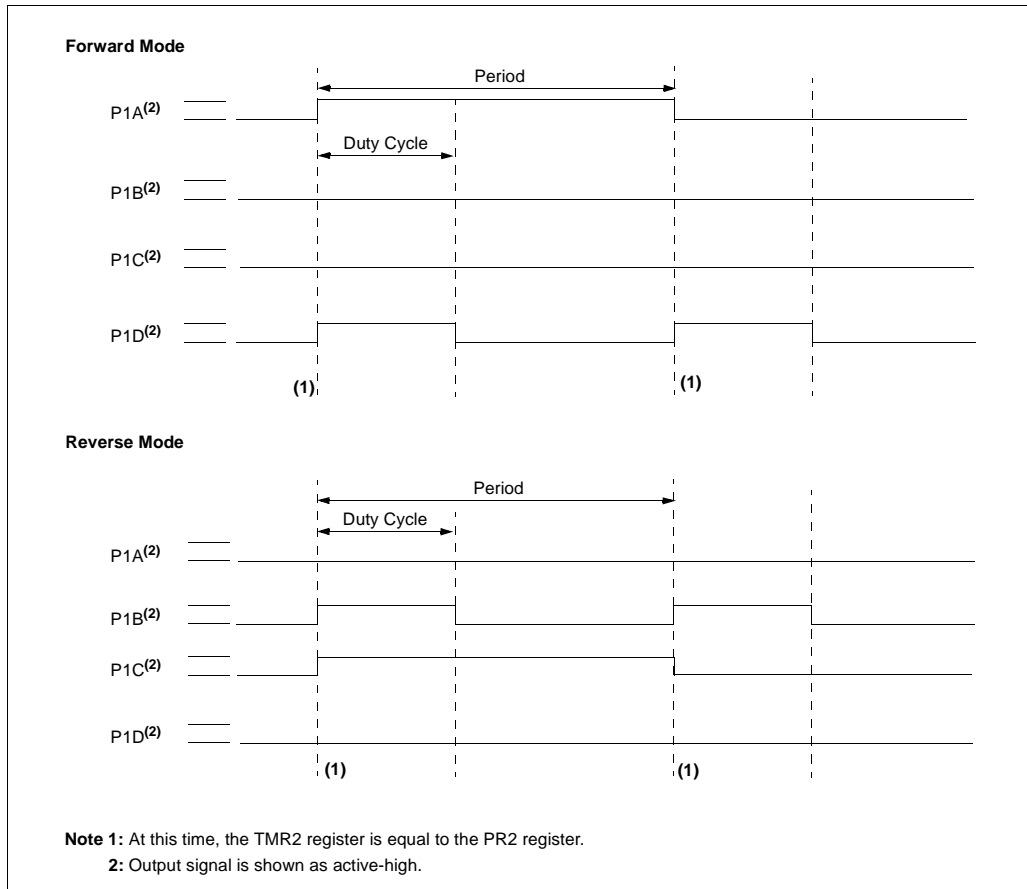 Forward Mode
Period
P1A(2)
Duty Cycle
P1B(2)
P1C(2)
P1D(2)
(1)
(1)
Reverse Mode
Period
Duty Cycle
P1A(2)
P1B(2)
P1C(2)
P1D(2)
(1)
(1)
Note 1: At this time, the TMR2 register is equal to the PR2 register.
2: Output signal is shown as active-high.